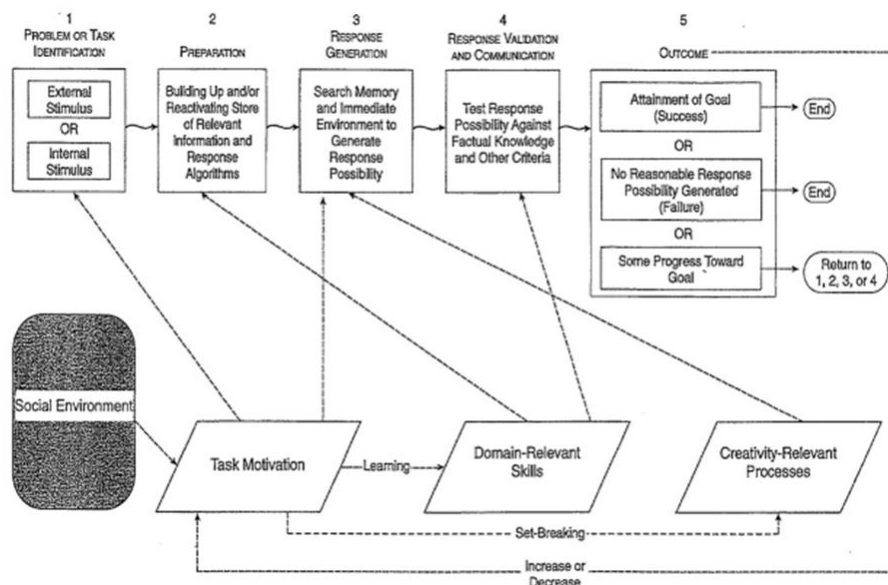 1
PROBLEM OR TASK
IDENTIFICATION
2
PREPARATION
3
RESPONSE
GENERATION
4
RESPONSE VALIDATION
AND COMMUNICATION
5
OUTCOME
External
Stimulus
OR
Internal
Stimulus
Building Up and/or
Reactivating Store
of Relevant
Information and
Response
Algorithms
Search Memory
and Immediate
Environment to
Generate
Response
Possibility
Test Response
Possibility Against
Factual Knowledge
and Other Criteria
Attainment of Goal
(Success)
End
OR
No Reasonable Response
Possibility Generated
(Failure)
End
OR
Some Progress Toward
Goal
Return to
1, 2, 3, or 4
Social Environment
Task Motivation
Learning
Domain-Relevant
Skills
Creativity-Relevant
Processes
Set-Breaking
Increase or
Decrease